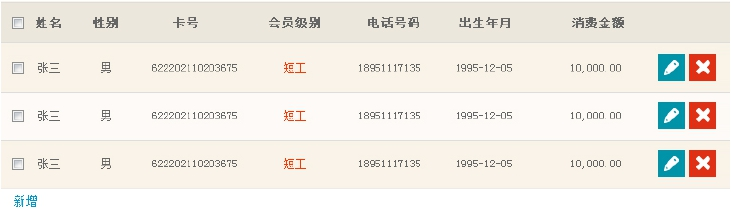 姓名 性别 卡号 会员级别 电话号码 出生年月 消费金额
张三 男 622202110203675 短工 18951117135 1995-12-05 10,000.00
张三 男 622202110203675 短工 18951117135 1995-12-05 10,000.00
张三 男 622202110203675 短工 18951117135 1995-12-05 10,000.00
新增